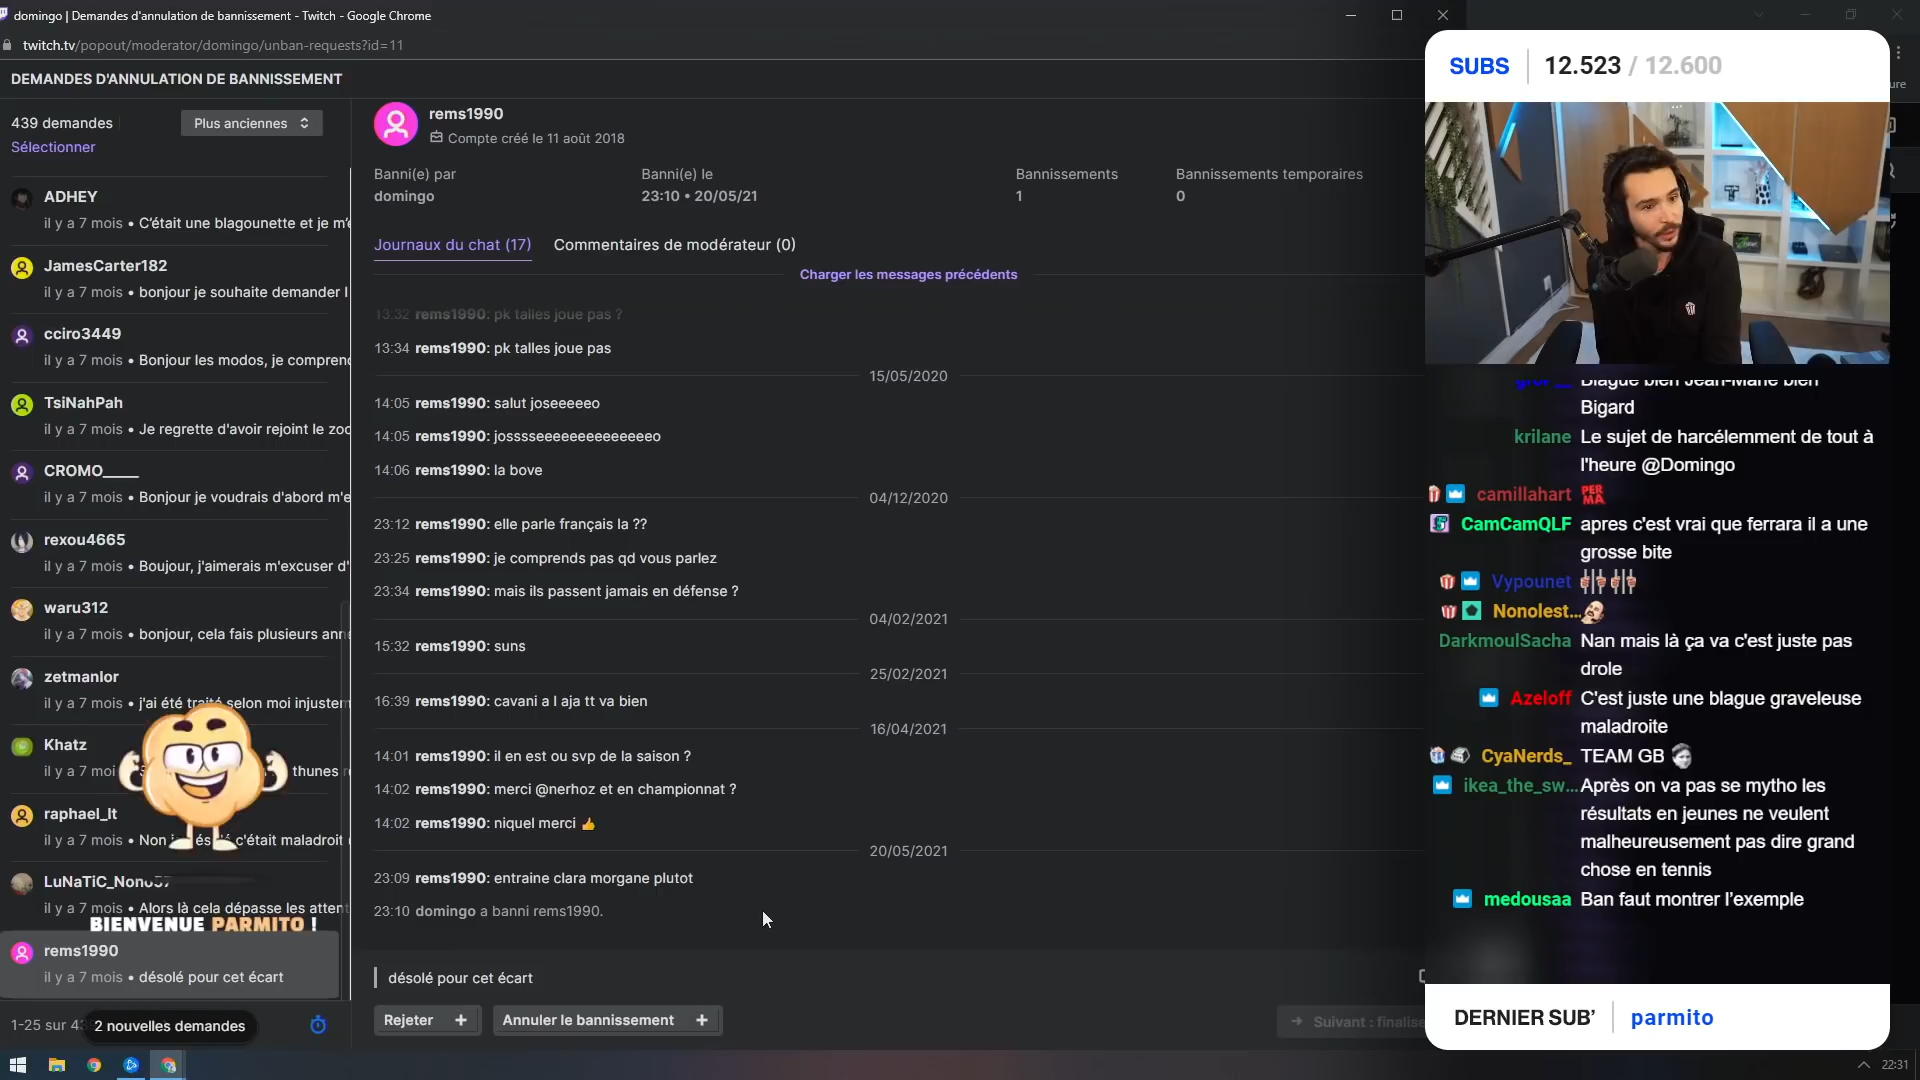 domingo | Demandes d'annulation de bannissement - Twitch - Google Chrome
twitch.tv/popout/moderator/domingo/unban-requests?id=11
DEMANDES D'ANNULATION DE BANNISSEMENT
439 demandes
Plus anciennes
Sélectionner
ADHEY
il y a 7 mois • C'était une blagounette et je m'e
JamesCarter182
il y a 7 mois • bonjour je souhaite demander l
cciro3449
il y a 7 mois • Bonjour les modos, je comprend
TsiNahPah
il y a 7 mois • Je regrette d'avoir rejoint le zoo
CROMO_____
il y a 7 mois • Bonjour je voudrais d'abord m'e
rexou4665
il y a 7 mois • Boujour, j'aimerais m'excuser d'
waru312
il y a 7 mois • bonjour, cela fais plusieurs ann
zetmanlor
il y a 7 mois • j'ai été traité selon moi injustem
Khatz
il y a 7 moi
thunes
raphael_lt
il y a 7 mois • Non
c'était maladroit
LuNaTiC_Nono57
il y a 7 mois • Alors là cela dépasse les attent
BIENVENUE PARMITO !
rems1990
il y a 7 mois • désolé pour cet écart
1-25 sur 43
2 nouvelles demandes
rems1990
Compte créé le 11 août 2018
Banni(e) par
domingo
Banni(e) le
23:10 • 20/05/21
Bannissements
1
Bannissements temporaires
0
Journaux du chat (17)
Commentaires de modérateur (0)
Charger les messages précédents
13:32 rems1990: pk talles joue pas ?
13:34 rems1990: pk talles joue pas
15/05/2020
14:05 rems1990: salut joseeeeeo
14:05 rems1990: josssseeeeeeeeeeeeeeo
14:06 rems1990: la bove
04/12/2020
23:12 rems1990: elle parle français la ??
23:25 rems1990: je comprends pas qd vous parlez
23:34 rems1990: mais ils passent jamais en défense ?
04/02/2021
15:32 rems1990: suns
25/02/2021
16:39 rems1990: cavani a l aja tt va bien
16/04/2021
14:01 rems1990: il en est ou svp de la saison ?
14:02 rems1990: merci @nerhoz et en championnat ?
14:02 rems1990: niquel merci 👍
20/05/2021
23:09 rems1990: entraine clara morgane plutot
23:10 domingo a banni rems1990.
désolé pour cet écart
Rejeter +
Annuler le bannissement +
→ Suivant : finalise
SUBS | 12.523 / 12.600
Blague bien Jean-Marie bien
Bigard
krilane Le sujet de harcélemment de tout à
l'heure @Domingo
camillahart PERMA
CamCamQLF apres c'est vrai que ferrara il a une
grosse bite
Vypounet
Nonolest...
DarkmoulSacha Nan mais là ça va c'est juste pas
drole
Azeloff C'est juste une blague graveleuse
maladroite
CyaNerds_ TEAM GB
ikea_the_sw... Après on va pas se mytho les
résultats en jeunes ne veulent
malheureusement pas dire grand
chose en tennis
medousaa Ban faut montrer l'exemple
DERNIER SUB' | parmito
22:31